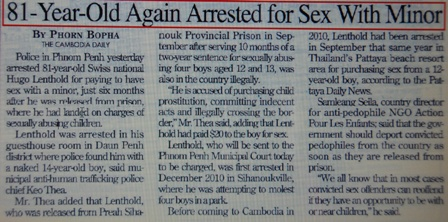 81-Year-Old Again Arrested for Sex With Minor
BY PHORN BOPHA
THE CAMBODIA DAILY
Police in Phnom Penh yesterday
arrested 81-year-old Swiss national
Hugo Lenthold for paying to have
sex with a minor, just six months
after he was released from prison,
where he had landed on charges of
sexually abusing children.
Lenthold was arrested in his
guesthouse room in Daun Penh
district where police found him with
a naked 14-year-old boy, said mu-
nicipal anti-human trafficking police
chief Keo Thea.
Mr. Thea added that Lenthold,
who was released from Preah Siha-
nouk Provincial Prison in Sep-
tember after serving 10 months of a
two-year sentence for sexually abus-
ing four boys aged 12 and 13, was
also in the country illegally.
"He is accused of purchasing child
prostitution, committing indecent
acts and illegally crossing the bor-
der," Mr. Thea said, adding that Len-
thold had paid $20 to the boy for sex.
Lenthold, who will be sent to the
Phnom Penh Municipal Court today
to be charged, was first arrested in
December 2010 in Sihanoukville,
where he was attempting to molest
four boys in a park.
Before coming to Cambodia in
2010, Lenthold had been arrested
in September that same year in
Thailand's Pattaya beach resort
area for purchasing sex from a 12-
year-old boy, according to the Pat-
taya Daily News.
Samleang Seila, country director
for anti-pedophile NGO Action
Pour Les Enfants; said that the gov-
ernment should deport convicted
pedophiles from the country as
soon as they are released from
prison.
"We all know that in most cases
convicted sex offenders can reoffend
if they have an opportunity to be with
or near children," he said.